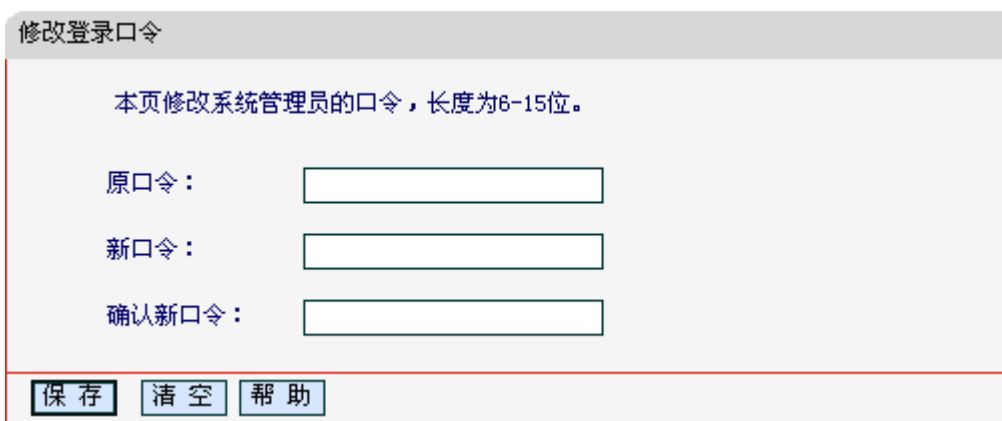 修改登录口令
本页修改系统管理员的口令，长度为6-15位。
原口令：
新口令：
确认新口令：
保 存 清 空 帮 助